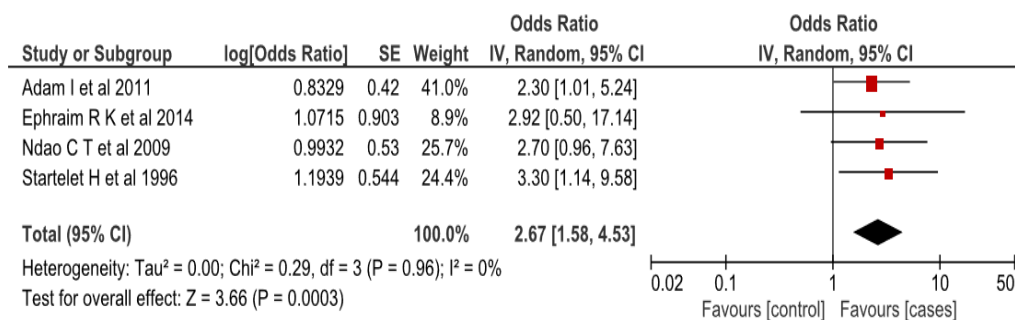 Odds Ratio Odds Ratio
Study or Subgroup log[Odds Ratio] SE Weight IV, Random, 95% CI IV, Random, 95% CI
Adam I et al 2011 0.8329 0.42 41.0% 2.30 [1.01, 5.24]
Ephraim R K et al 2014 1.0715 0.903 8.9% 2.92 [0.50, 17.14]
Ndao C T et al 2009 0.9932 0.53 25.7% 2.70 [0.96, 7.63]
Startelet H et al 1996 1.1939 0.544 24.4% 3.30 [1.14, 9.58]
Total (95% CI) 100.0% 2.67 [1.58, 4.53]
Heterogeneity: Tau² = 0.00; Chi² = 0.29, df = 3 (P = 0.96); I² = 0%
Test for overall effect: Z = 3.66 (P = 0.0003)
0.02 0.1 1 10 50
Favours [control] Favours [cases]